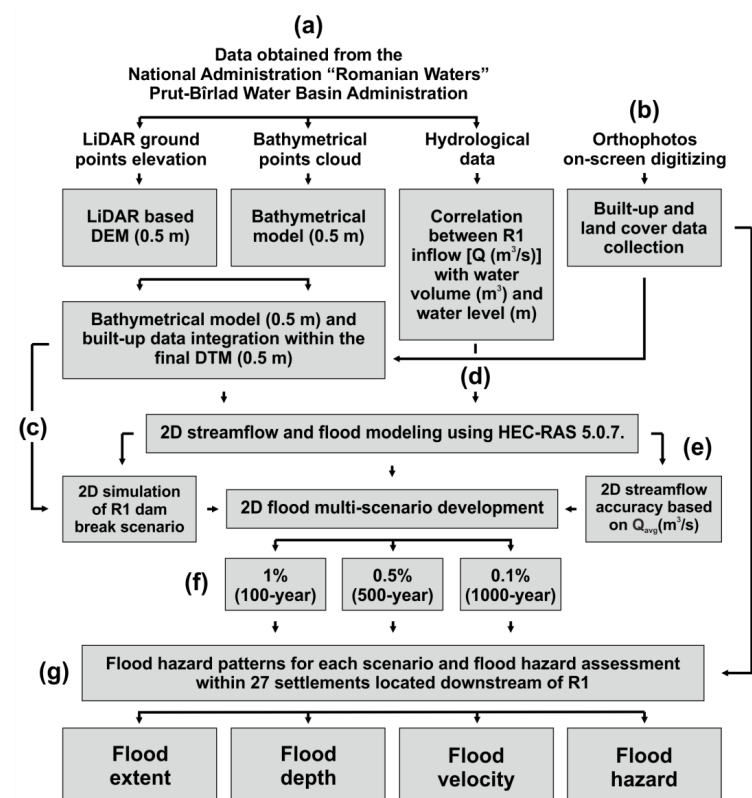 (a)
Data obtained from the
National Administration “Romanian Waters”
Prut-Bîrlad Water Basin Administration
(b)
LiDAR ground
points elevation
Bathymetrical
points cloud
Hydrological
data
Orthophotos
on-screen digitizing
LiDAR based
DEM (0.5 m)
Bathymetrical
model (0.5 m)
Correlation
between R1
inflow [Q (m³/s)]
with water
volume (m³) and
water level (m)
Built-up and
land cover data
collection
Bathymetrical model (0.5 m) and
built-up data integration within the
final DTM (0.5 m)
(c)
(d)
2D streamflow and flood modeling using HEC-RAS 5.0.7.
(e)
2D simulation
of R1 dam
break scenario
2D flood multi-scenario development
2D streamflow
accuracy based
on Qavg(m³/s)
(f)
1%
(100-year)
0.5%
(500-year)
0.1%
(1000-year)
(g)
Flood hazard patterns for each scenario and flood hazard assessment
within 27 settlements located downstream of R1
Flood
extent
Flood
depth
Flood
velocity
Flood
hazard